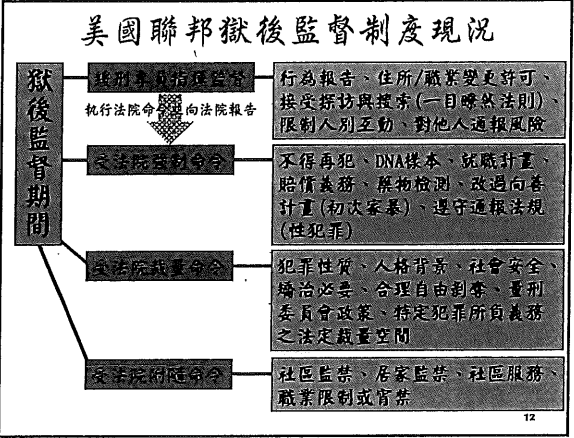 美國聯邦獄後監督制度現況
獄後監督期間
緩刑專員指揮監督
行為報告、住所/職業變更許可、
接受採訪與搜索(一目瞭然法則)、
限制人別互動、對他人通報風險
執行法院命令並向法院報告
受法院強制命令
不得再犯、DNA樣本、就職計畫、
賠償義務、藥物檢測、改過向善
計畫(初次家暴)、遵守通報法規
(性犯罪)
受法院裁量命令
犯罪性質、人格背景、社會安全、
矯治必要、合理自由剝奪、量刑
委員會政策、特定犯罪所負義務
之法定裁量空間
受法院附隨命令
社區監禁、居家監禁、社區服務、
職業限制或宵禁
12